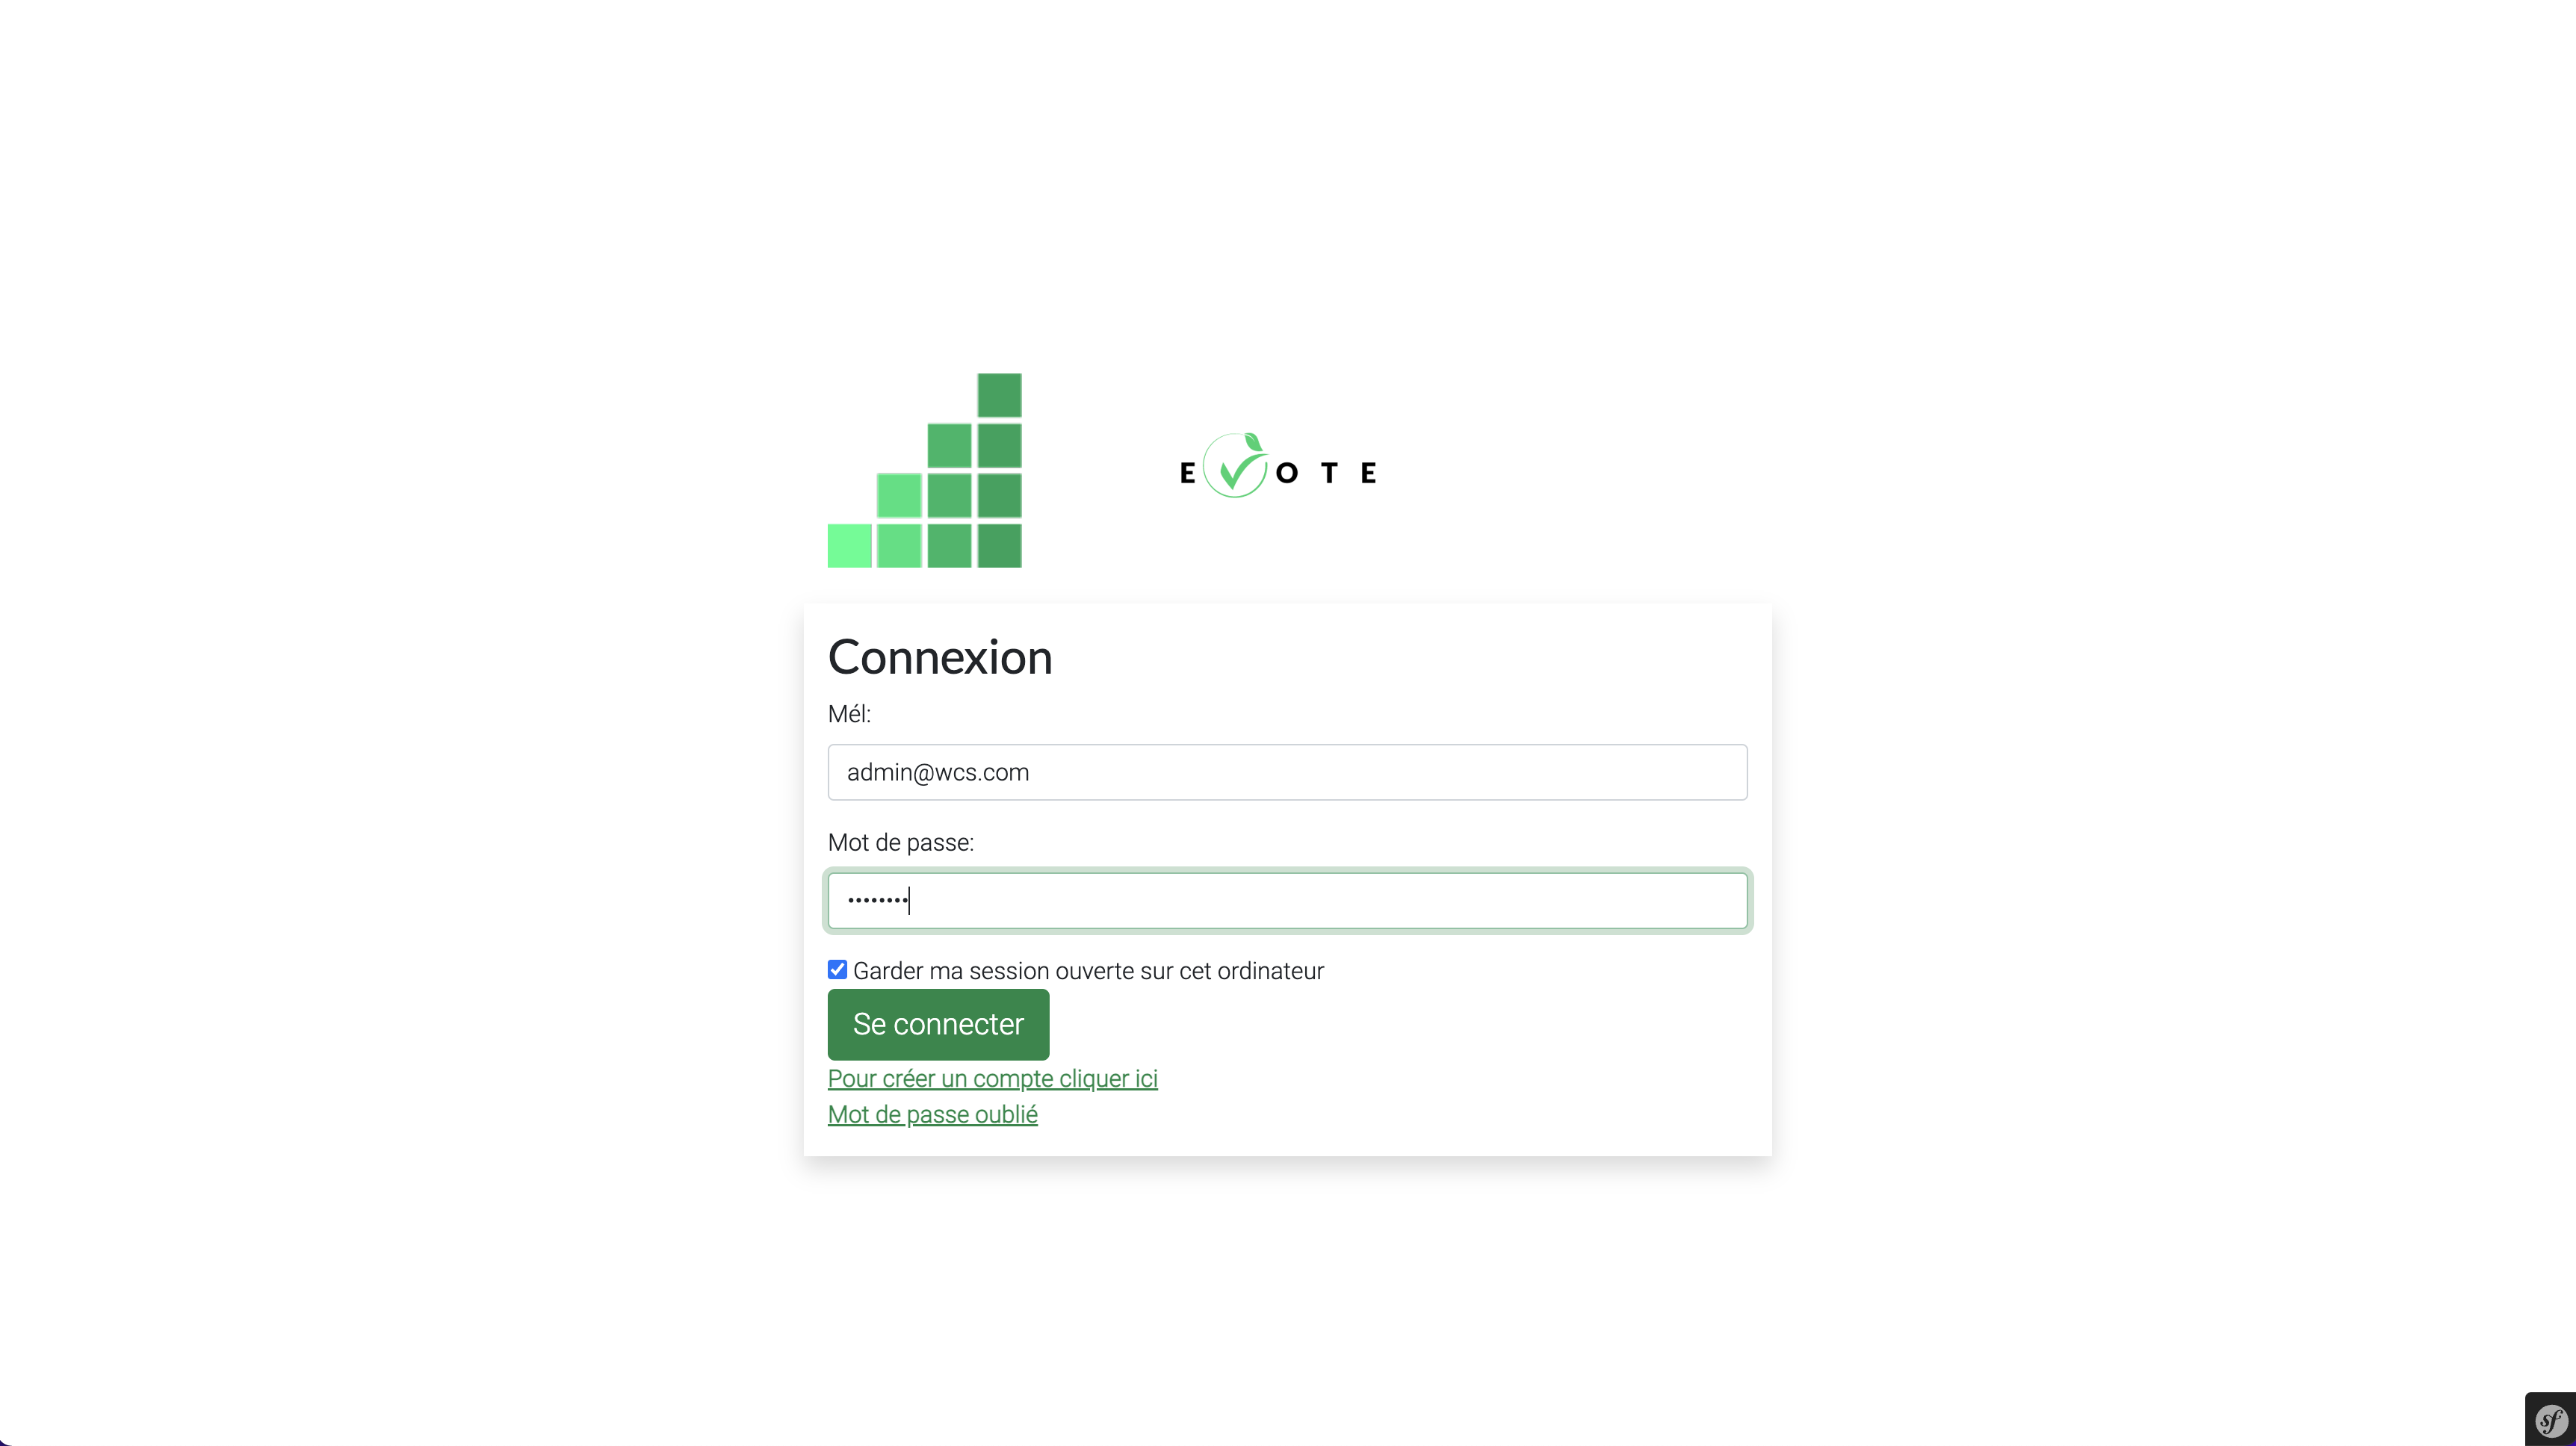 E OTE
Connexion
Mél:
admin@wcs.com
Mot de passe:
••••••••
Garder ma session ouverte sur cet ordinateur
Se connecter
Pour créer un compte cliquer ici
Mot de passe oublié
sf